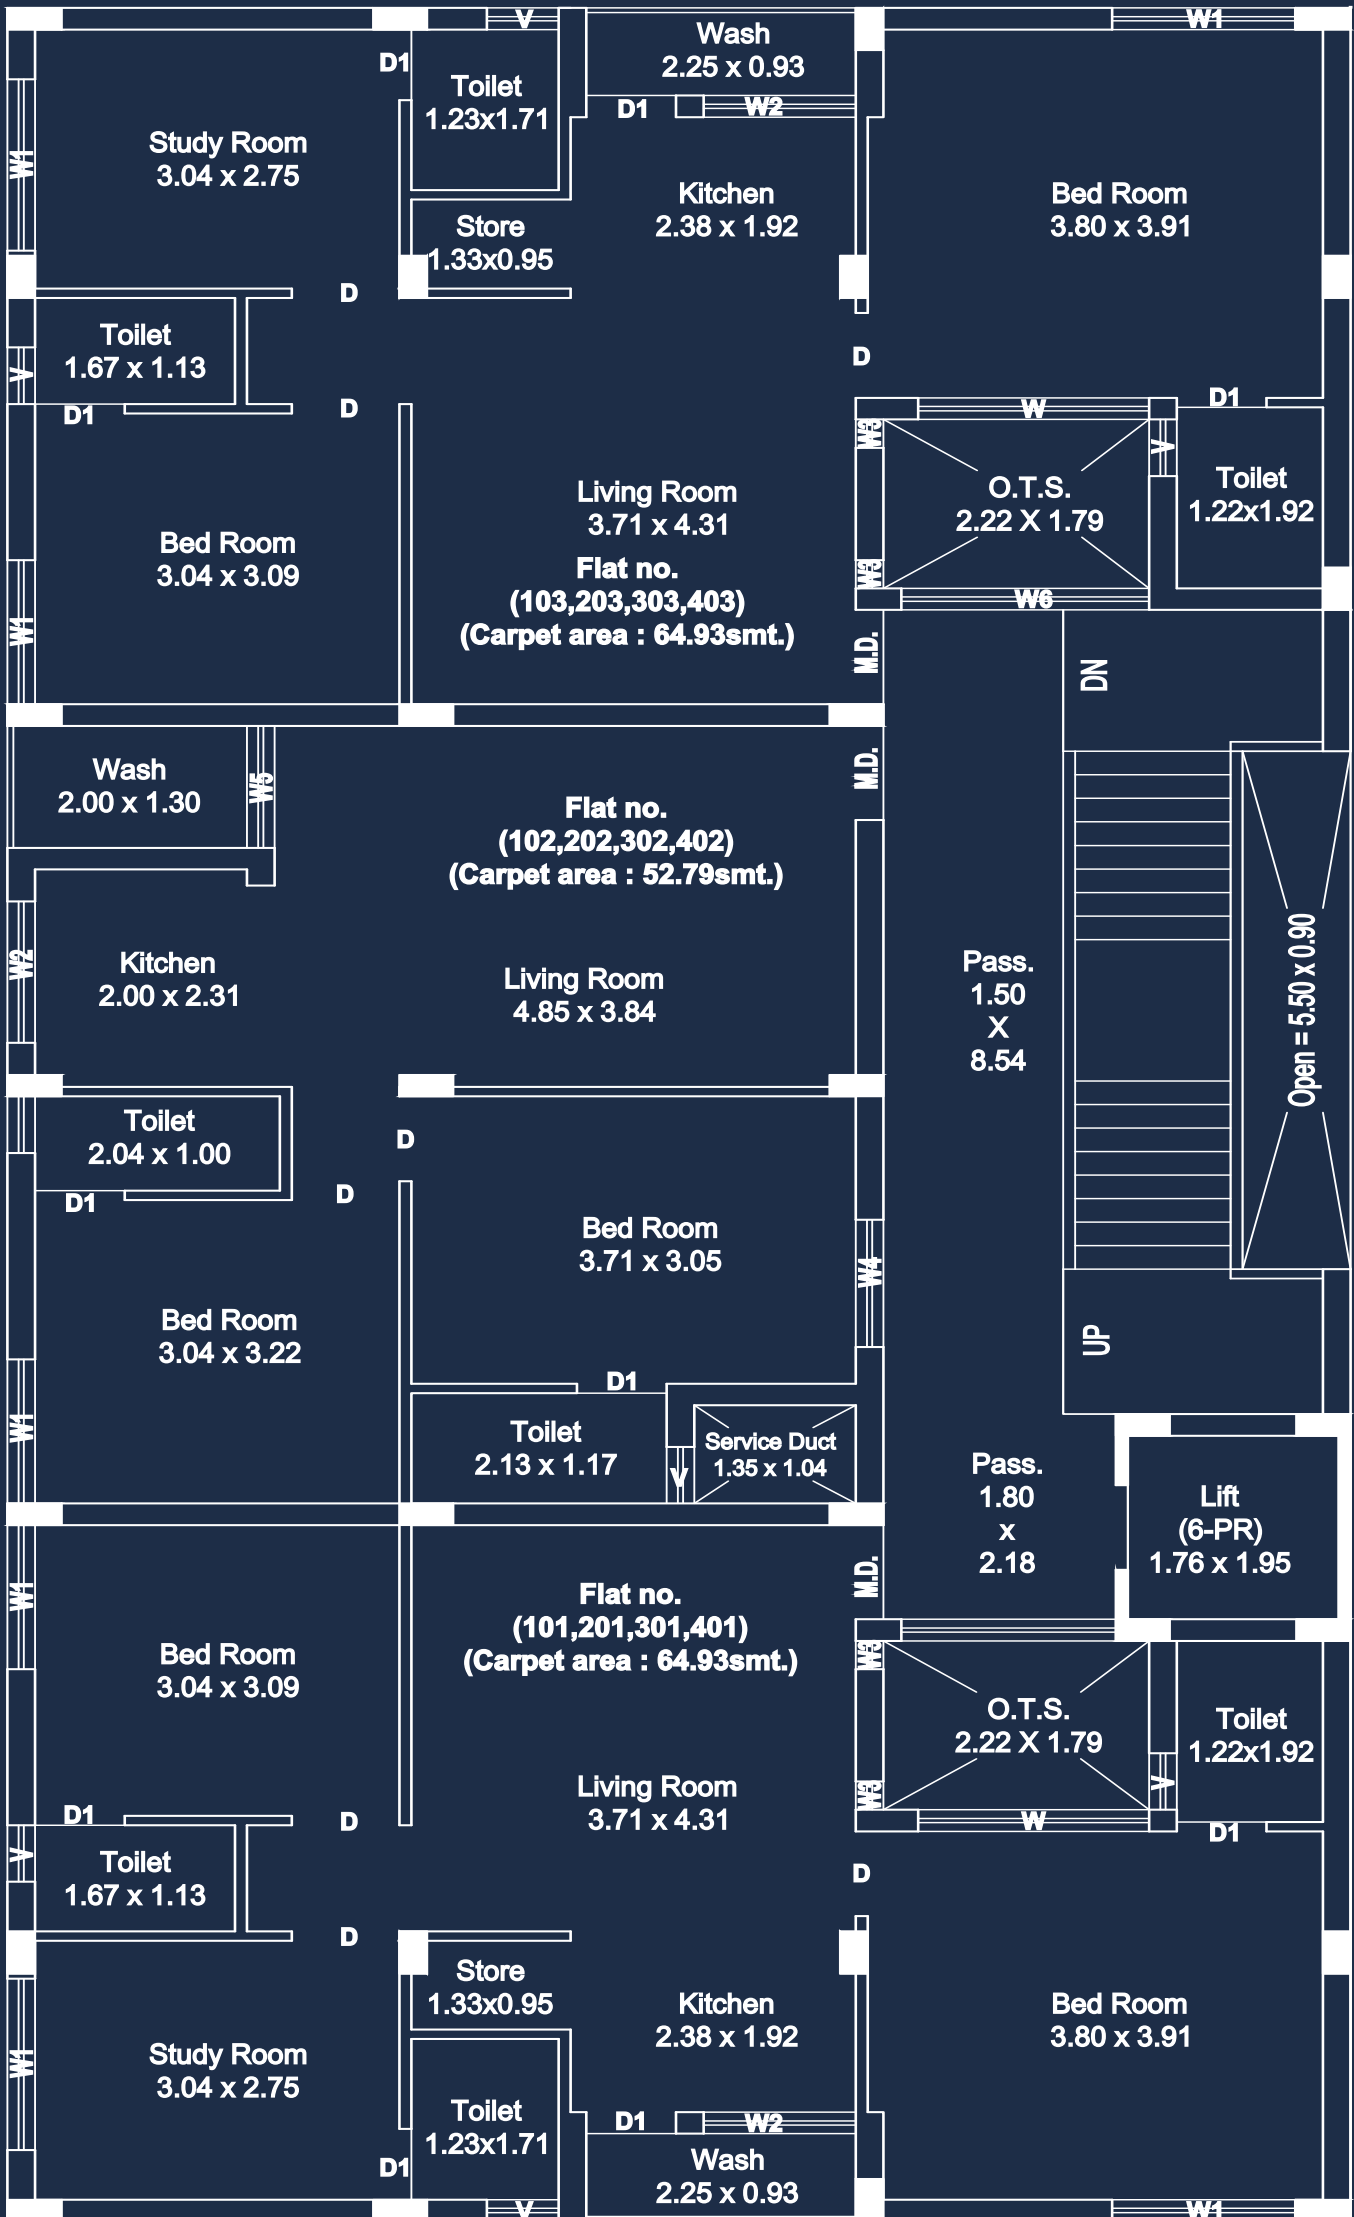 V
W1
Wash
2.25 x 0.93
D1
Toilet
1.23x1.71
D1
W2
Study Room
3.04 x 2.75
W1
Kitchen
2.38 x 1.92
Bed Room
3.80 x 3.91
Store
1.33x0.95
D
Toilet
1.67 x 1.13
V
D
D1
D
D1
W
W3
V
Living Room
3.71 x 4.31
O.T.S.
2.22 X 1.79
Toilet
1.22x1.92
Bed Room
3.04 x 3.09
Flat no.
(103,203,303,403)
(Carpet area : 64.93smt.)
W3
W6
W1
M.D.
DN
Wash
2.00 x 1.30
W5
M.D.
Flat no.
(102,202,302,402)
(Carpet area : 52.79smt.)
W2
Kitchen
2.00 x 2.31
Living Room
4.85 x 3.84
Pass.
1.50
X
8.54
Open = 5.50 x 0.90
Toilet
2.04 x 1.00
D
D1
D
Bed Room
3.71 x 3.05
W4
Bed Room
3.04 x 3.22
UP
D1
W1
Toilet
2.13 x 1.17
V
Service Duct
1.35 x 1.04
Pass.
1.80
x
2.18
Lift
(6-PR)
1.76 x 1.95
W1
M.D.
Flat no.
(101,201,301,401)
(Carpet area : 64.93smt.)
Bed Room
3.04 x 3.09
W3
O.T.S.
2.22 X 1.79
Toilet
1.22x1.92
Living Room
3.71 x 4.31
W3
V
D1
D
W
D1
V
Toilet
1.67 x 1.13
D
D
Store
1.33x0.95
Kitchen
2.38 x 1.92
Bed Room
3.80 x 3.91
Study Room
3.04 x 2.75
W1
Toilet
1.23x1.71
D1
W2
D1
Wash
2.25 x 0.93
V
W1